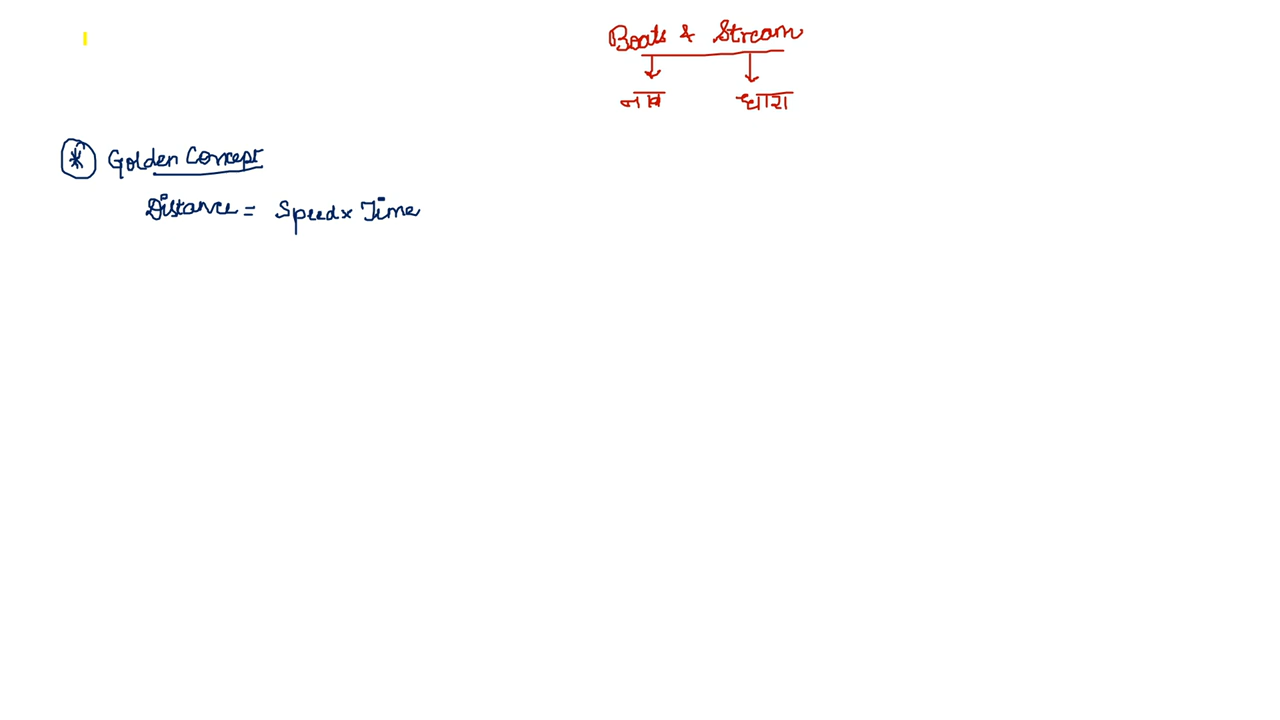 Boats & Stream
नाव धारा
* Golden Concept
Distance = Speed x Time